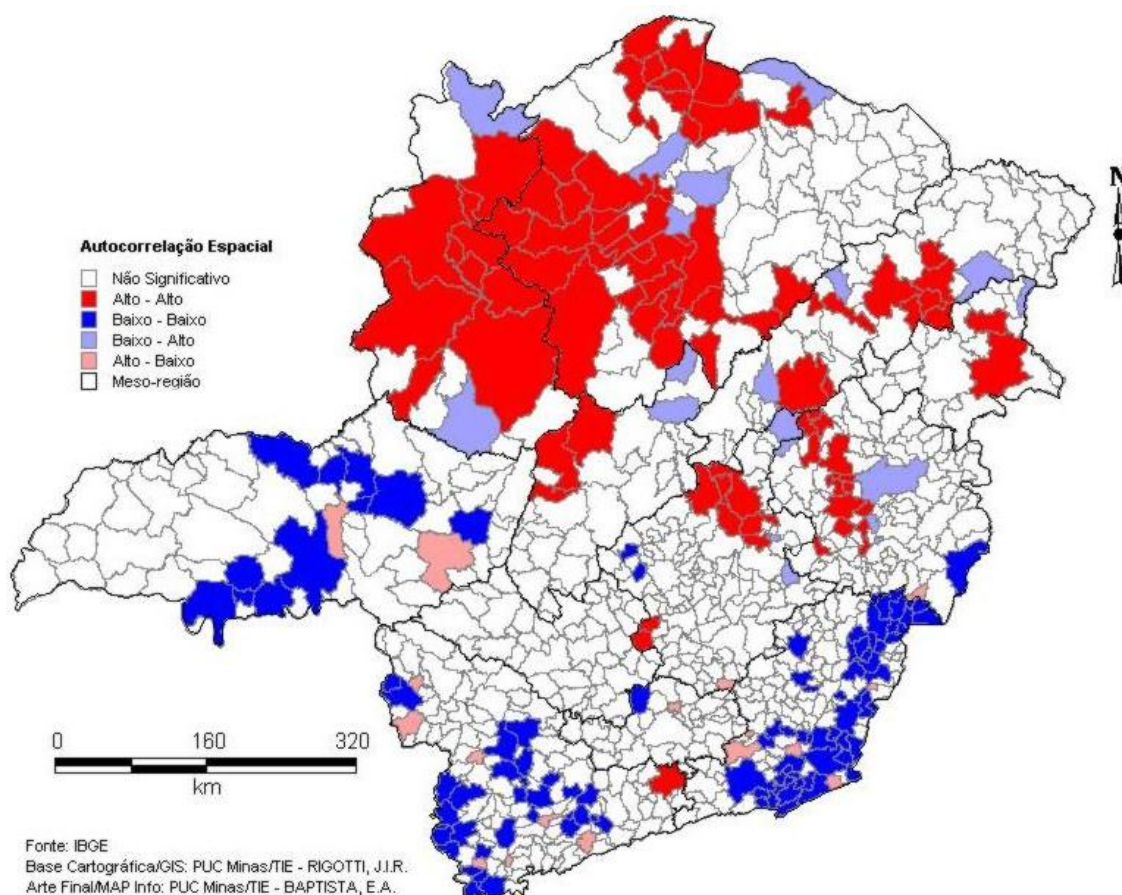 N
Autocorrelação Espacial
Não Significativo
Alto - Alto
Baixo - Baixo
Baixo - Alto
Alto - Baixo
Meso-região
0 160 320
km
Fonte: IBGE
Base Cartográfica/GIS: PUC Minas/TIE - RIGOTTI, J.I.R.
Arte Final/MAP Info: PUC Minas/TIE - BAPTISTA, E.A.